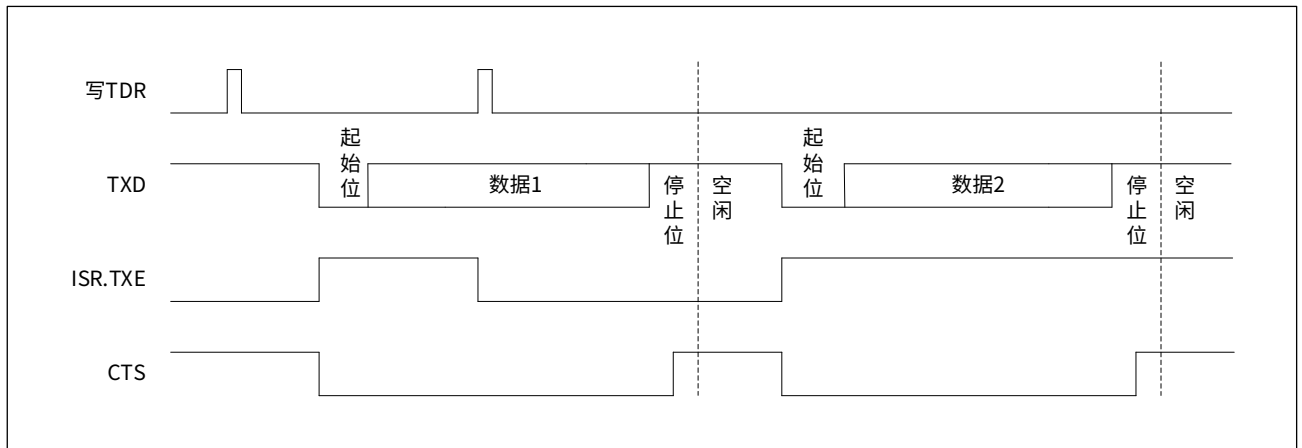 写TDR
TXD
起始位
数据1
停止位
空闲
起始位
数据2
停止位
空闲
ISR.TXE
CTS